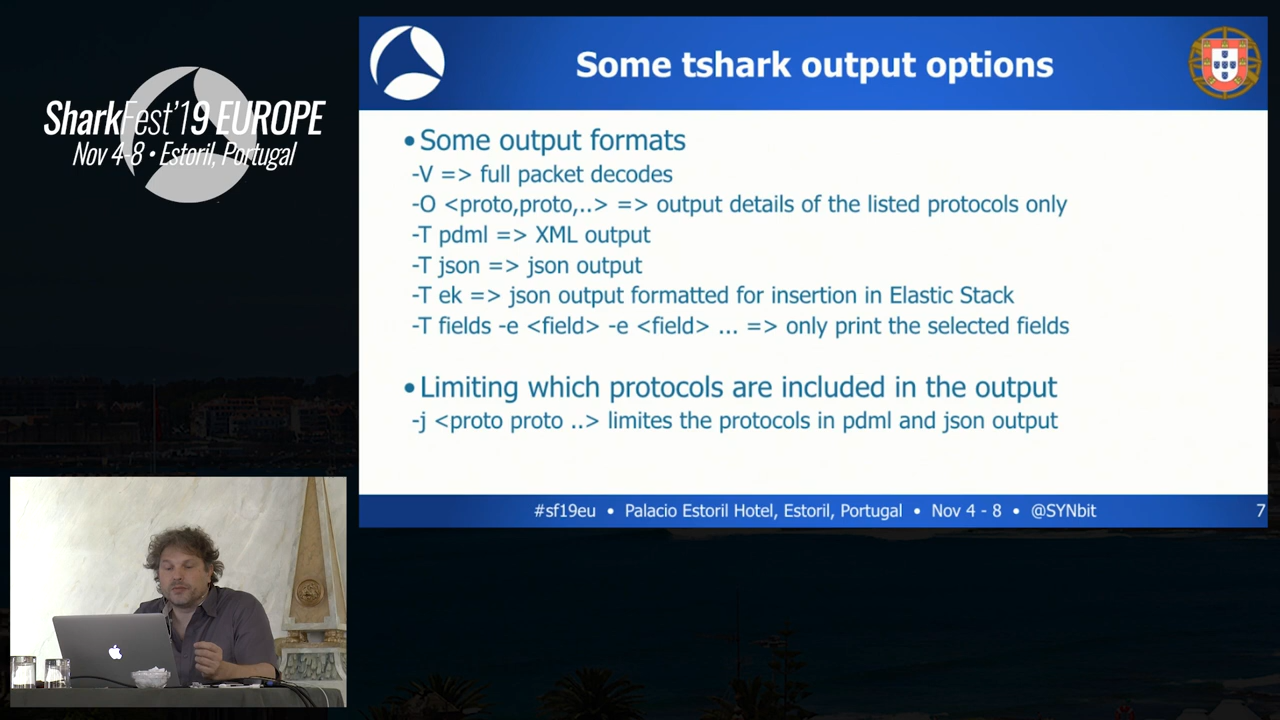 SharkFest'19 EUROPE
Nov 4-8 • Estoril, Portugal
Some tshark output options
•Some output formats
-V => full packet decodes
-O <proto,proto,..> => output details of the listed protocols only
-T pdml => XML output
-T json => json output
-T ek => json output formatted for insertion in Elastic Stack
-T fields -e <field> -e <field> ... => only print the selected fields
•Limiting which protocols are included in the output
-j <proto proto ..> limites the protocols in pdml and json output
#sf19eu • Palacio Estoril Hotel, Estoril, Portugal • Nov 4 - 8 • @SYNbit
7